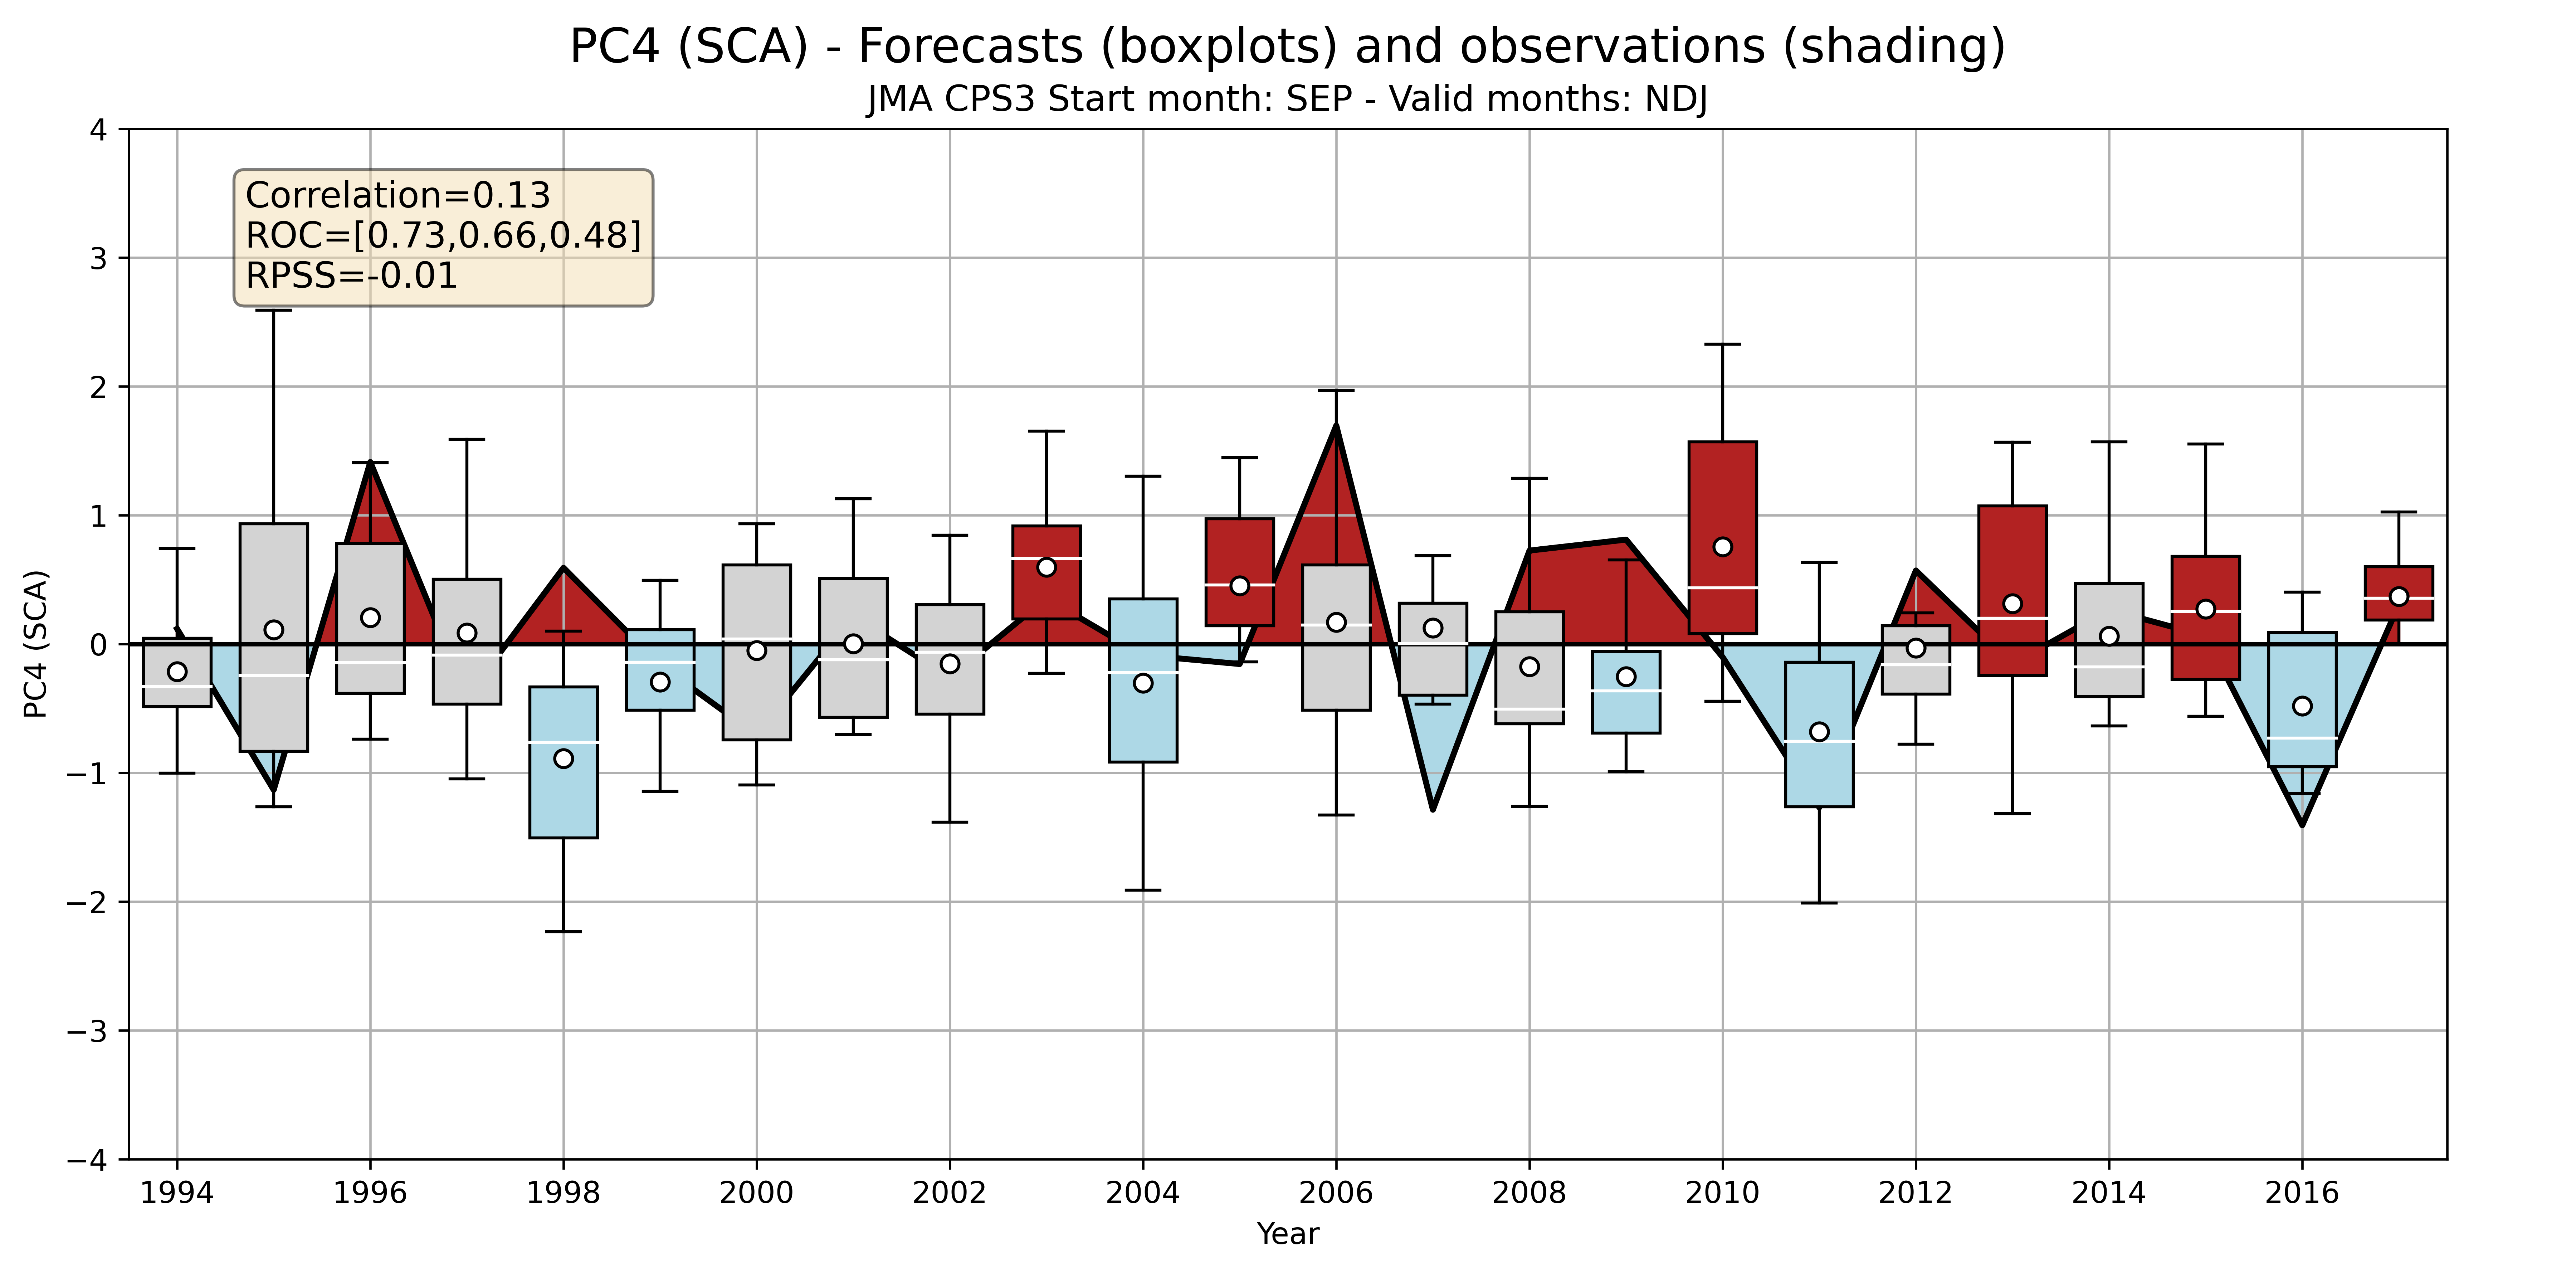 PC4 (SCA) - Forecasts (boxplots) and observations (shading)
JMA CPS3 Start month: SEP - Valid months: NDJ
Correlation=0.13
ROC=[0.73,0.66,0.48]
RPSS=-0.01
PC4 (SCA)
4
3
2
1
0
−1
−2
−3
−4
1994 1996 1998 2000 2002 2004 2006 2008 2010 2012 2014 2016
Year